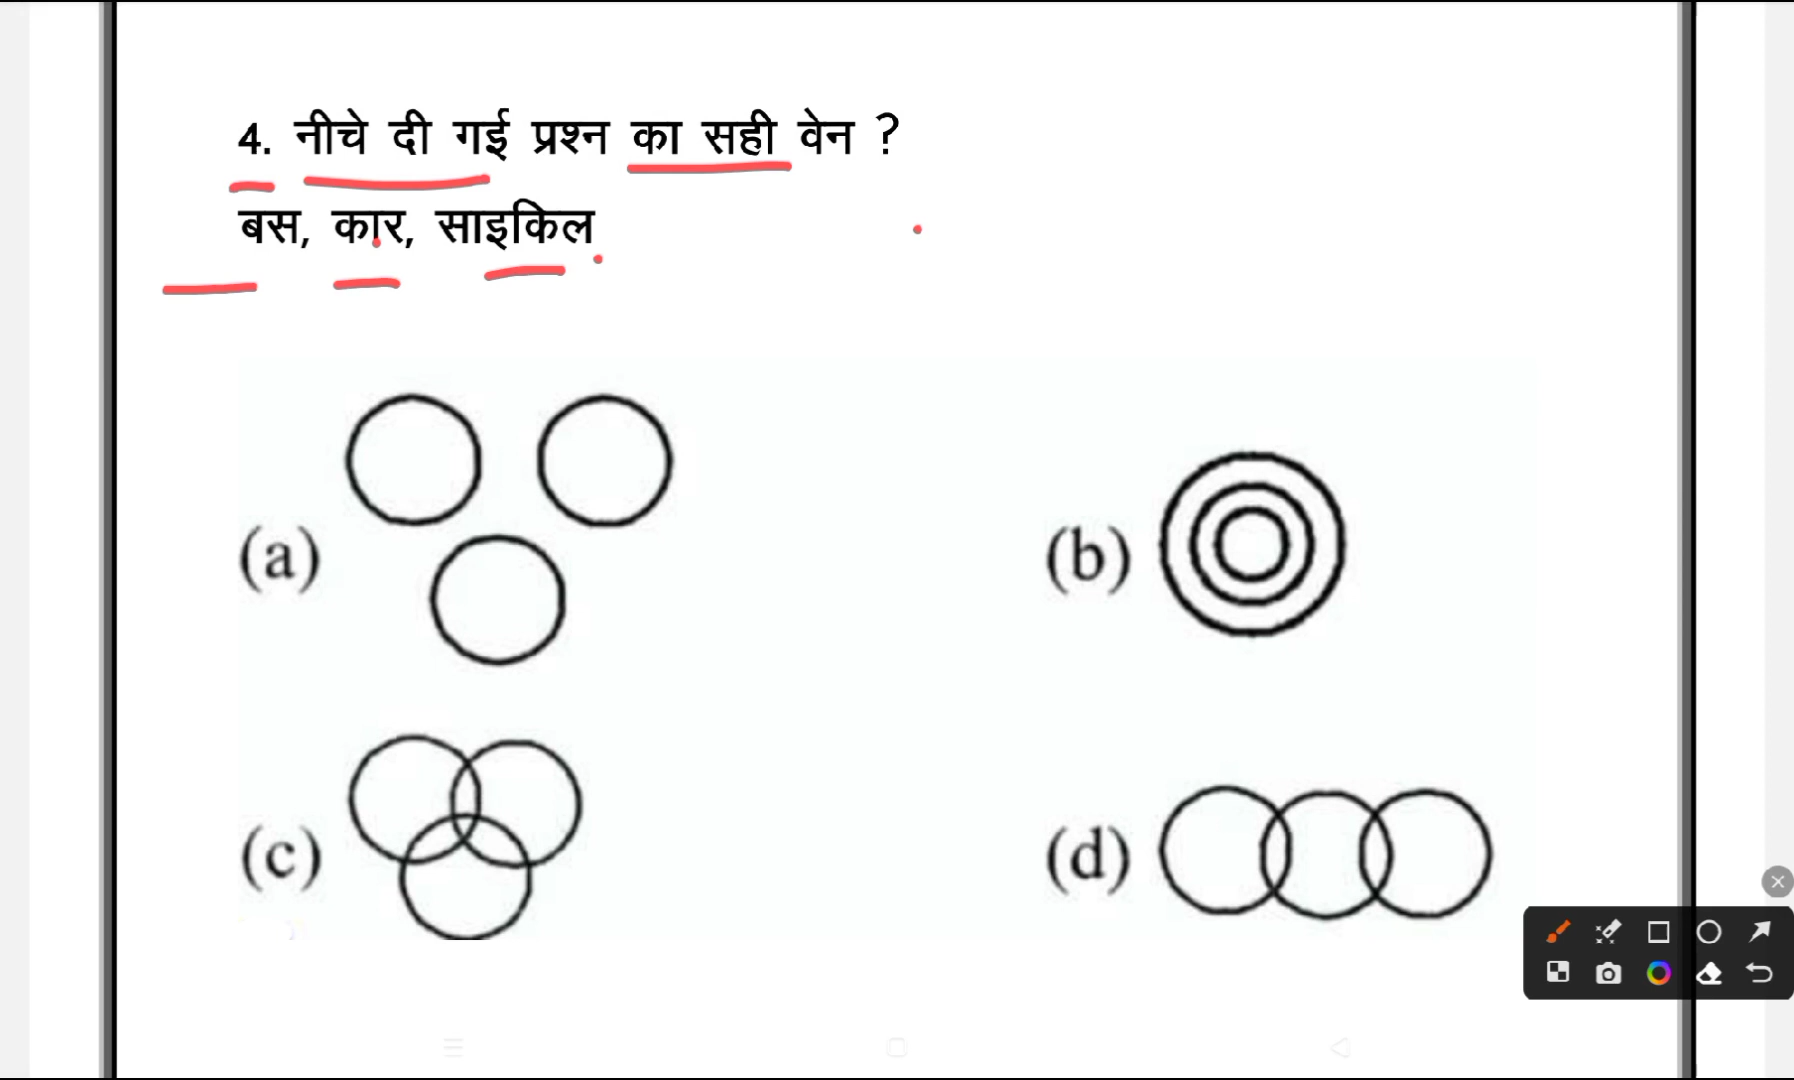 4. नीचे दी गई प्रश्न का सही वेन ?
बस, कार, साइकिल
(a)
(b)
(c)
(d)